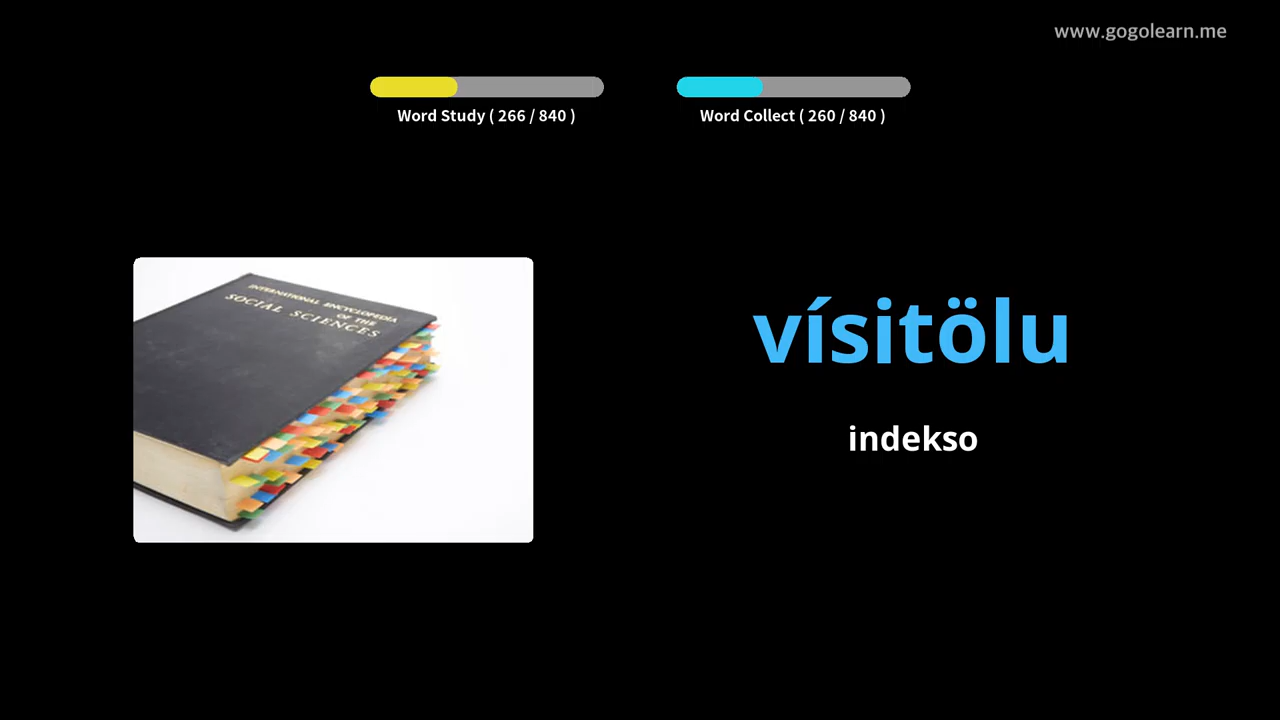 www.gogolearn.me
Word Study ( 266 / 840 )
Word Collect ( 260 / 840 )
INTERNATIONAL ENCYCLOPEDIA
OF THE
SOCIAL SCIENCES
vísitölu
indekso